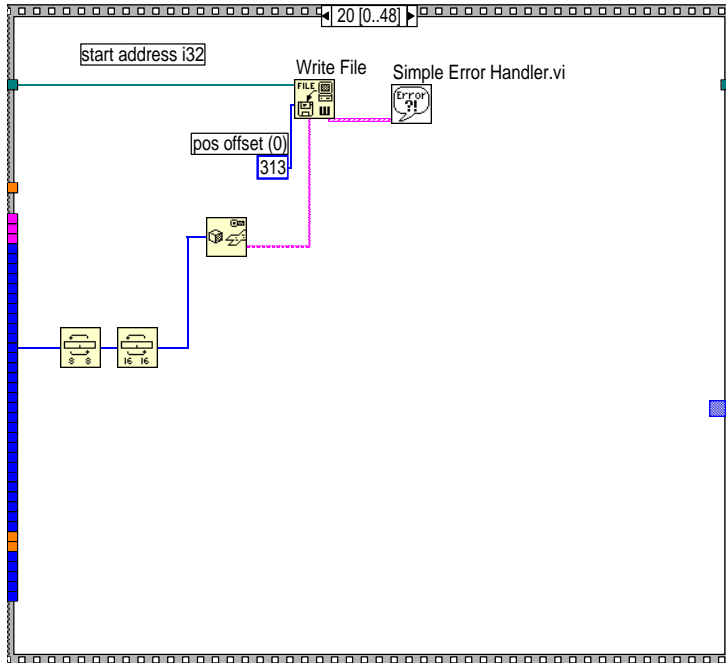 20 [0..48]
start address i32
Write File
Simple Error Handler.vi
FILE
W
Error
?!
pos offset (0)
313
8 8
16 16